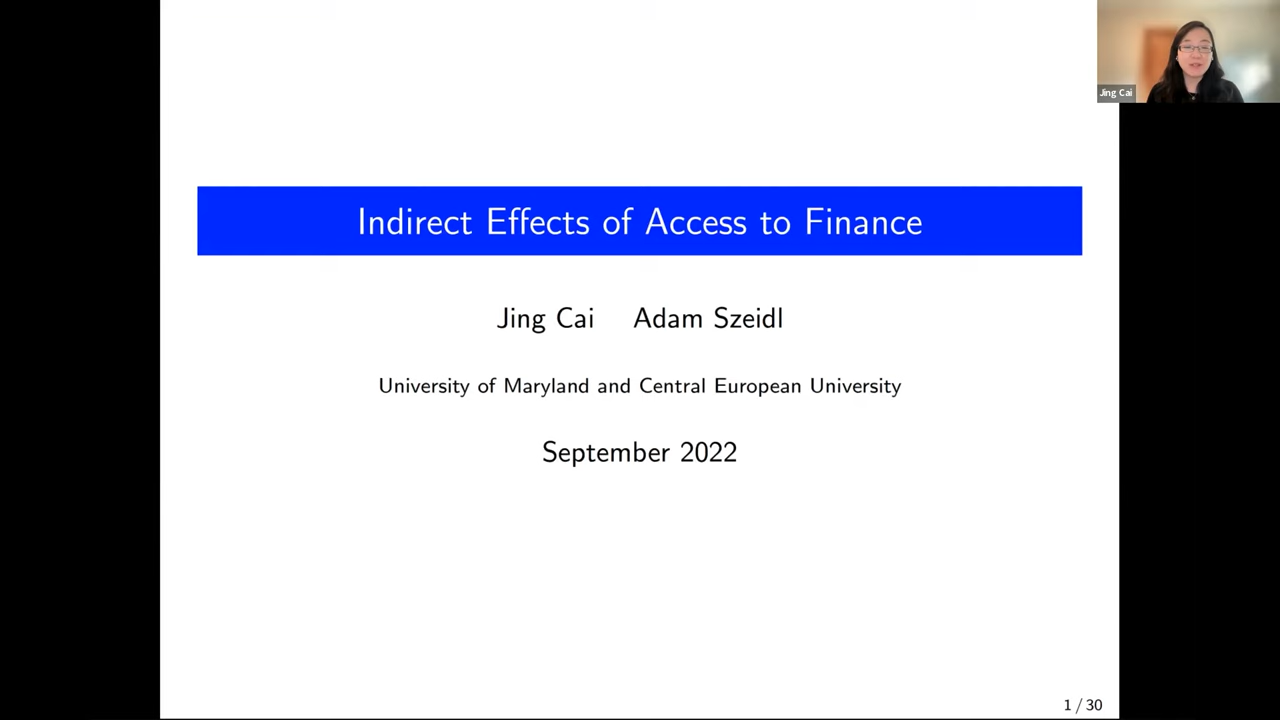 Jing Cai
Indirect Effects of Access to Finance
Jing Cai Adam Szeidl
University of Maryland and Central European University
September 2022
1 / 30